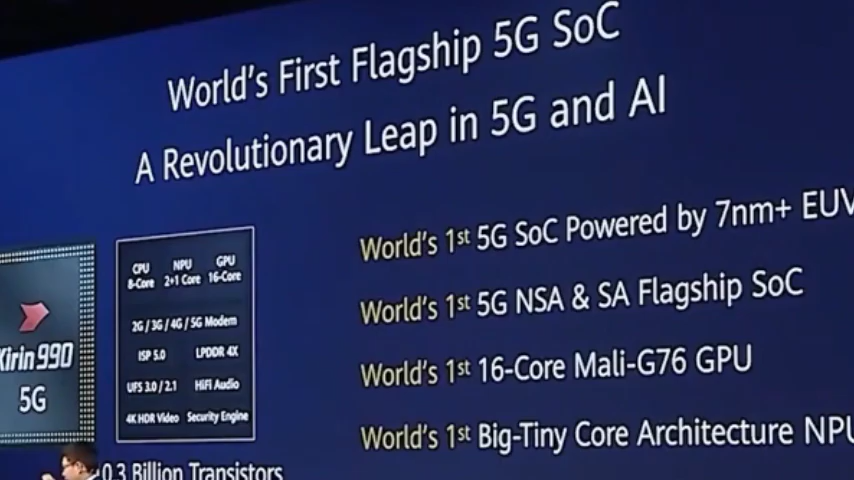 World's First Flagship 5G SoC
A Revolutionary Leap in 5G and AI
World's 1st 5G SoC Powered by 7nm+ EUV
World's 1st 5G NSA & SA Flagship SoC
World's 1st 16-Core Mali-G76 GPU
World's 1st Big-Tiny Core Architecture NPU
CPU NPU GPU
8-Core 2+1 Core 16-Core
2G / 3G / 4G / 5G Modem
ISP 5.0 LPDDR 4X
UFS 3.0 / 2.1 HiFi Audio
4K HDR Video Security Engine
Kirin 990
5G
0.3 Billion Transistors